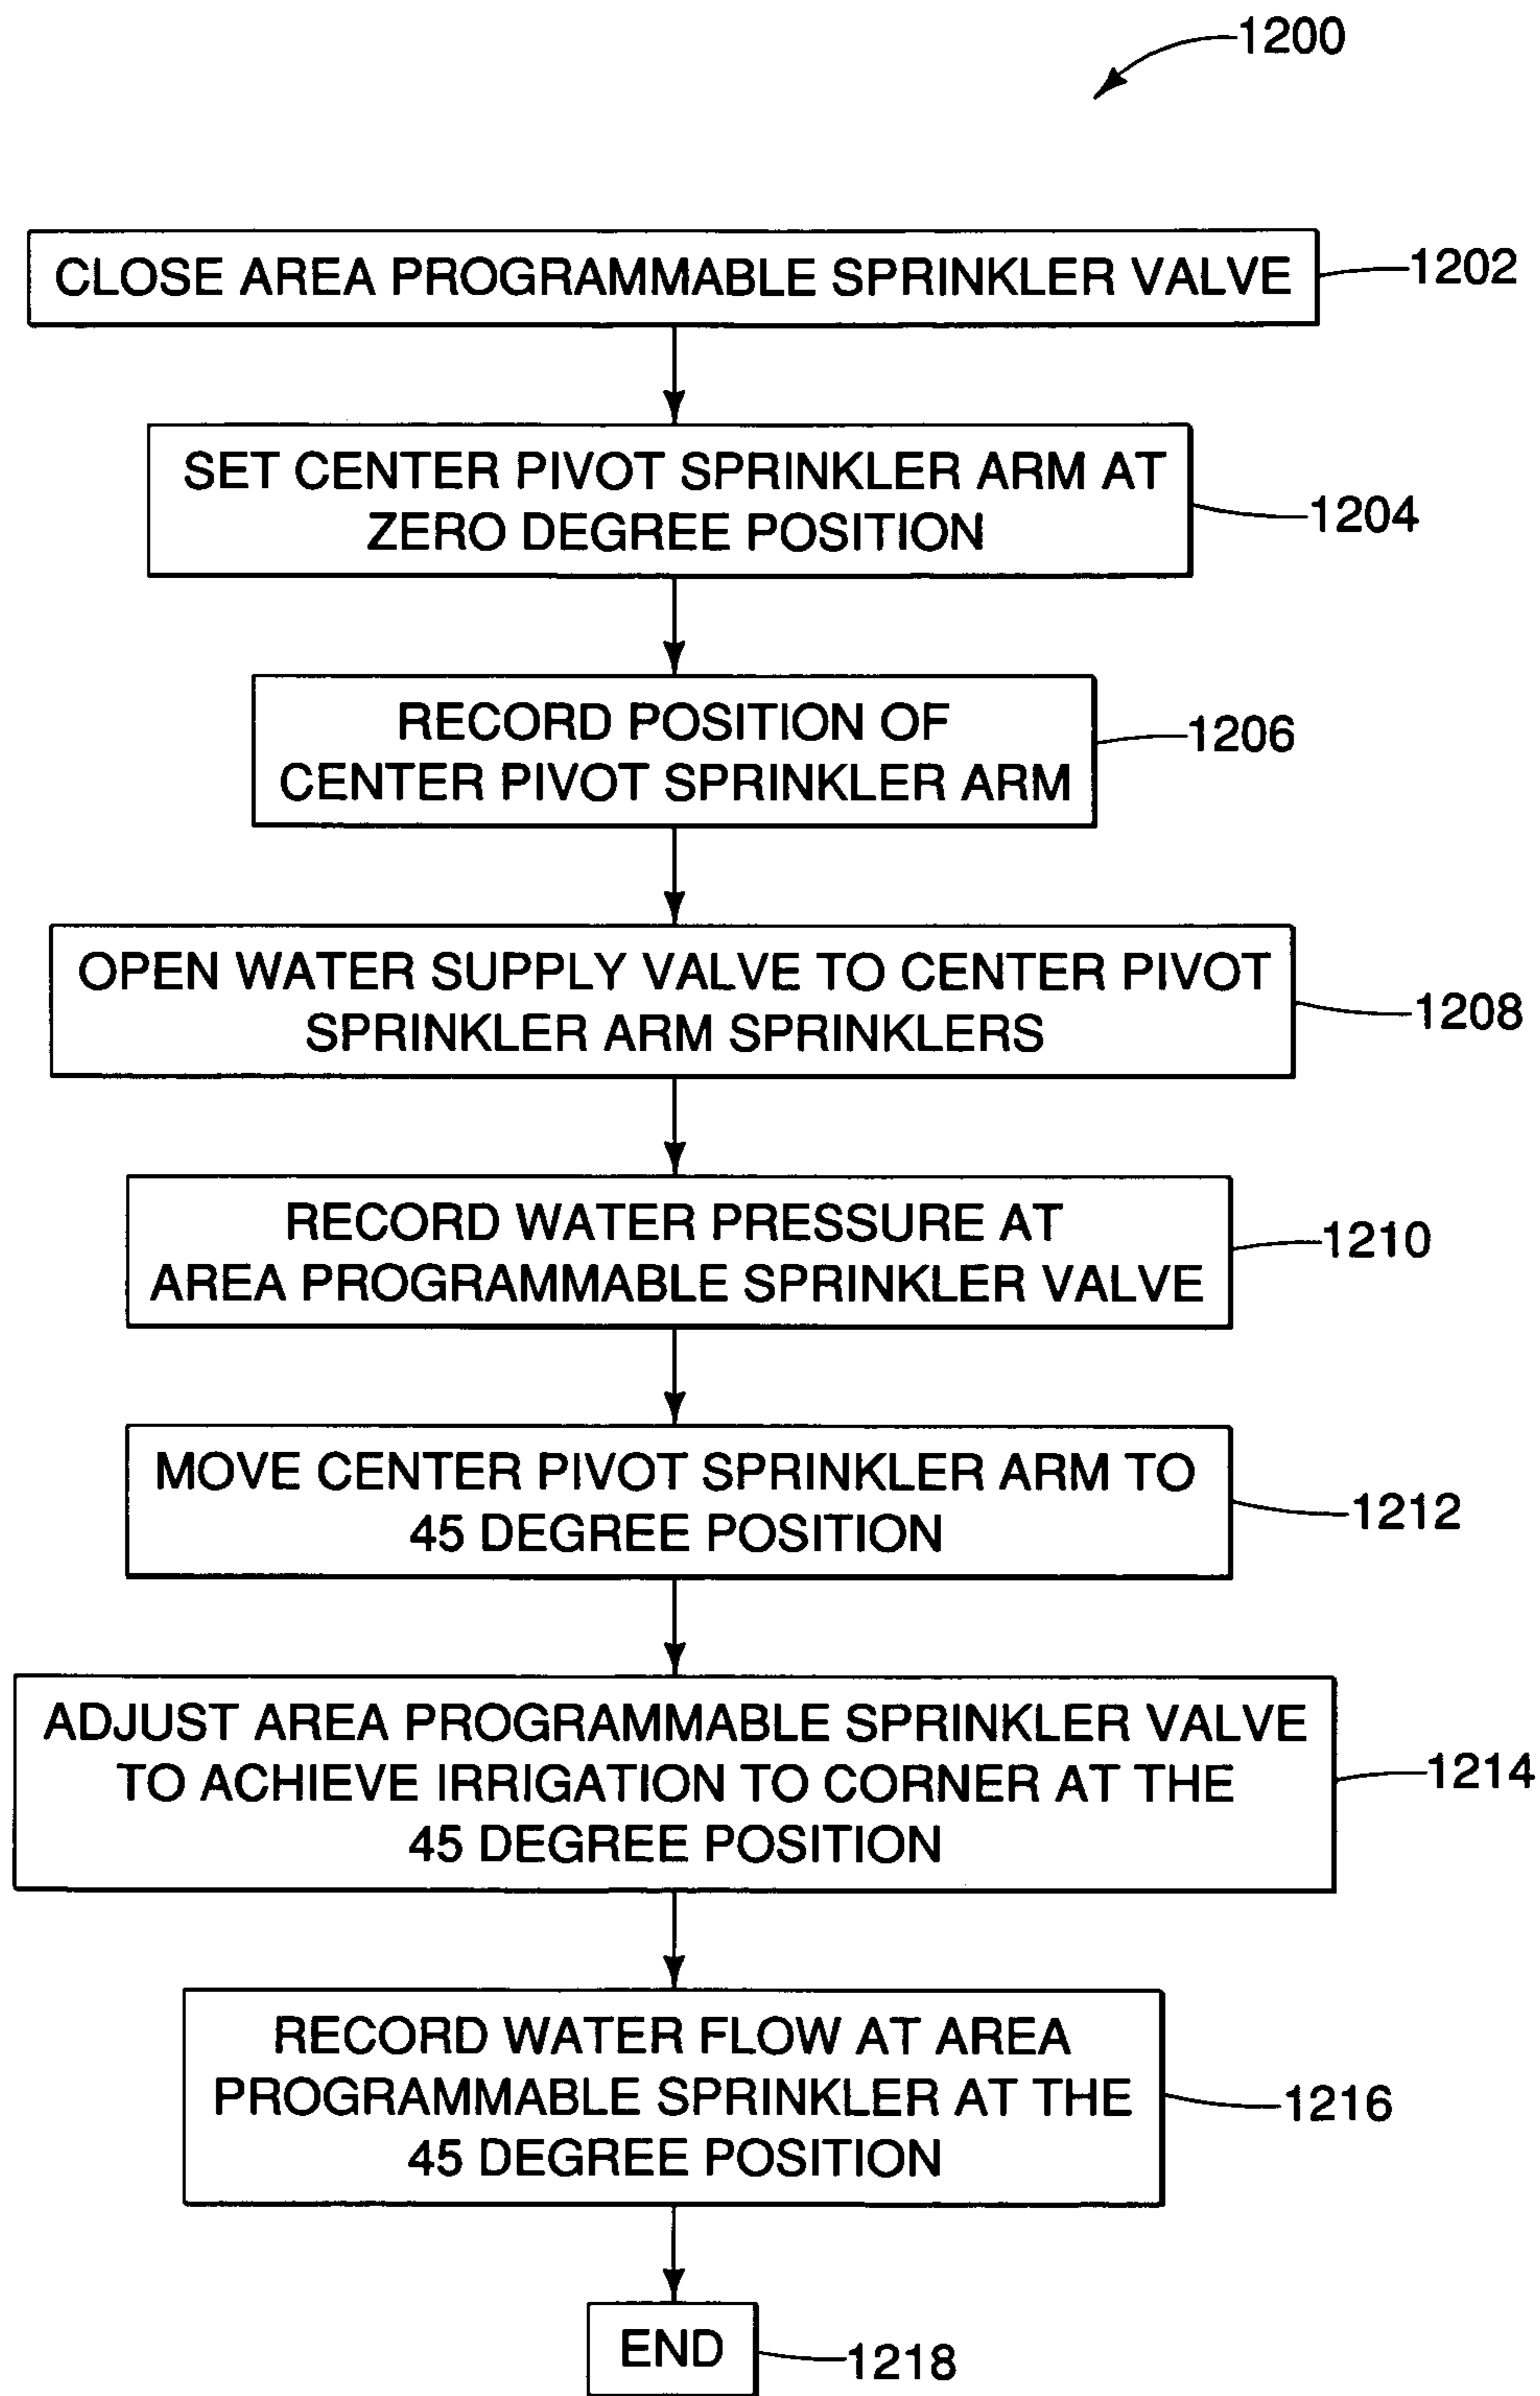 1200
CLOSE AREA PROGRAMMABLE SPRINKLER VALVE
1202
SET CENTER PIVOT SPRINKLER ARM AT
ZERO DEGREE POSITION
1204
RECORD POSITION OF
CENTER PIVOT SPRINKLER ARM
1206
OPEN WATER SUPPLY VALVE TO CENTER PIVOT
SPRINKLER ARM SPRINKLERS
1208
RECORD WATER PRESSURE AT
AREA PROGRAMMABLE SPRINKLER VALVE
1210
MOVE CENTER PIVOT SPRINKLER ARM TO
45 DEGREE POSITION
1212
ADJUST AREA PROGRAMMABLE SPRINKLER VALVE
TO ACHIEVE IRRIGATION TO CORNER AT THE
45 DEGREE POSITION
1214
RECORD WATER FLOW AT AREA
PROGRAMMABLE SPRINKLER AT THE
45 DEGREE POSITION
1216
END
1218